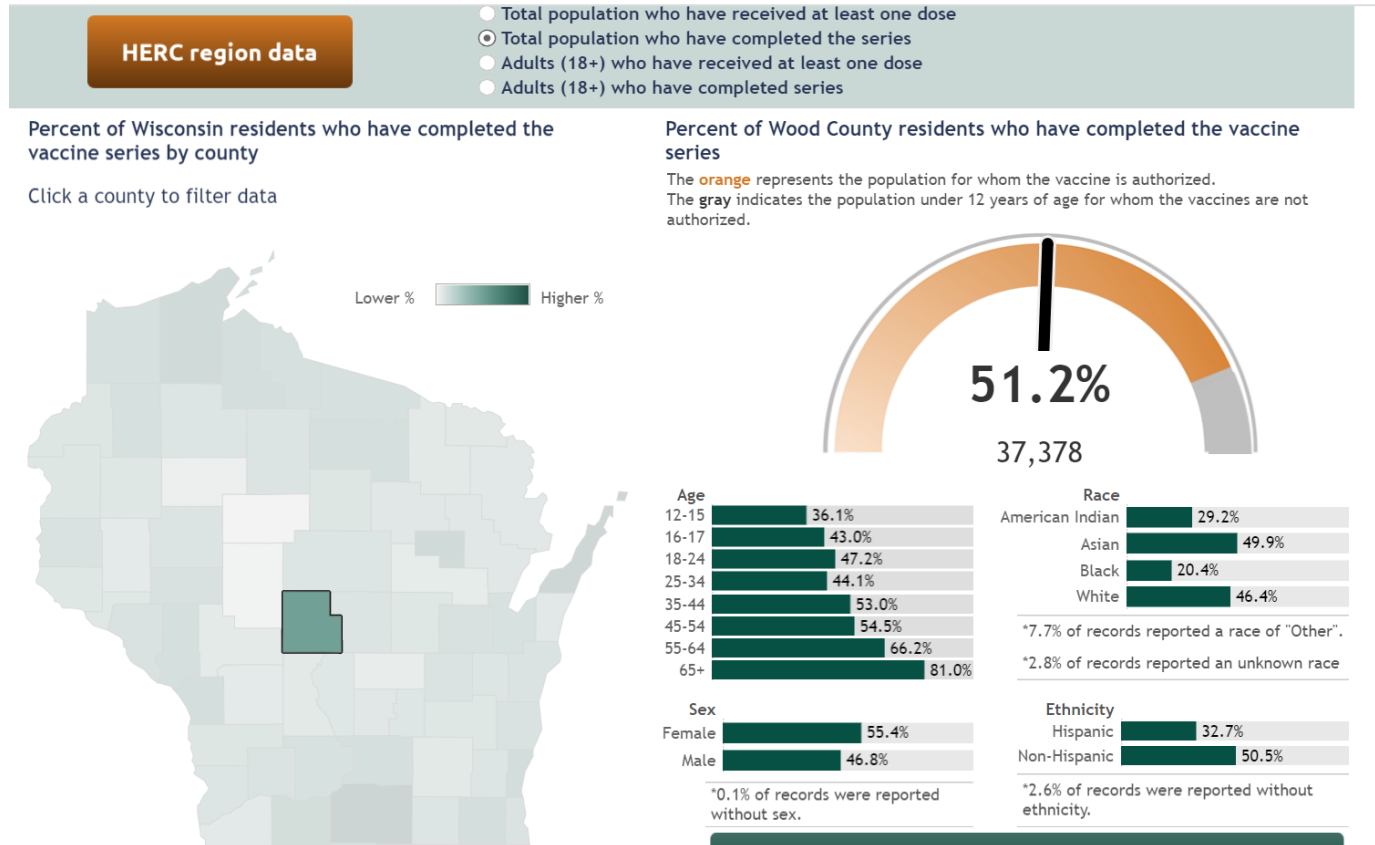 HERC region data
Total population who have received at least one dose
Total population who have completed the series
Adults (18+) who have received at least one dose
Adults (18+) who have completed series
Percent of Wisconsin residents who have completed the
vaccine series by county
Click a county to filter data
Lower %
Higher %
Percent of Wood County residents who have completed the vaccine
series
The orange represents the population for whom the vaccine is authorized.
The gray indicates the population under 12 years of age for whom the vaccines are not
authorized.
51.2%
37,378
Age
12-15 36.1%
16-17 43.0%
18-24 47.2%
25-34 44.1%
35-44 53.0%
45-54 54.5%
55-64 66.2%
65+ 81.0%
Race
American Indian 29.2%
Asian 49.9%
Black 20.4%
White 46.4%
*7.7% of records reported a race of "Other".
*2.8% of records reported an unknown race
Sex
Female 55.4%
Male 46.8%
*0.1% of records were reported
without sex.
Ethnicity
Hispanic 32.7%
Non-Hispanic 50.5%
*2.6% of records were reported without
ethnicity.